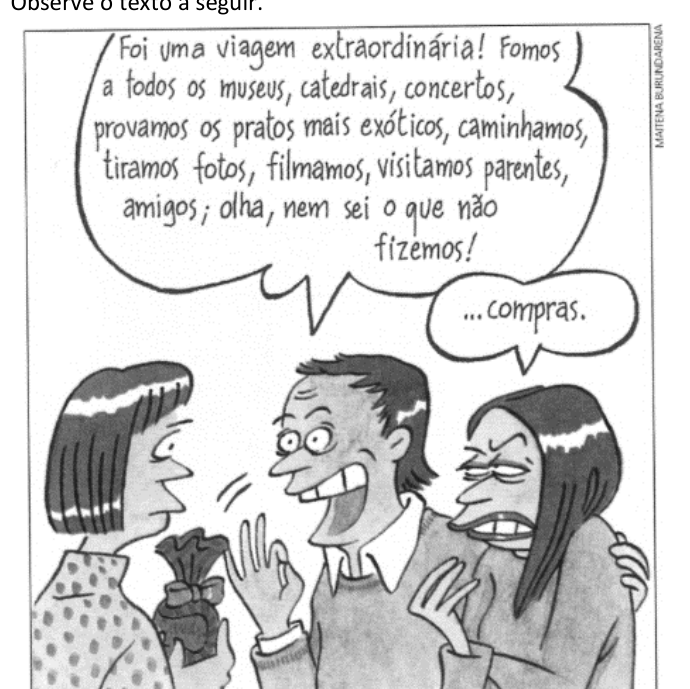 Observe o texto a seguir.
Foi uma viagem extraordinária! Fomos
a todos os museus, catedrais, concertos,
provamos os pratos mais exóticos, caminhamos,
tiramos fotos, filmamos, visitamos parentes,
amigos; olha, nem sei o que não
fizemos!
...compras.
MAITENA BURUNDARENA